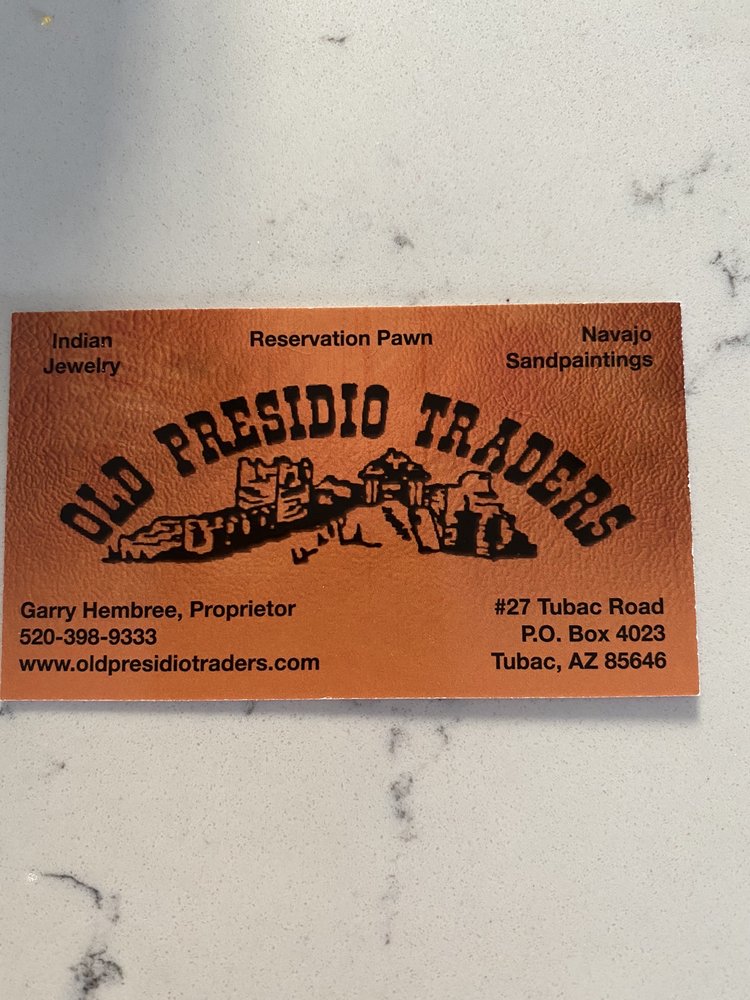 Indian
Jewelry
Reservation Pawn
Navajo
Sandpaintings
OLD PRESIDIO TRADERS
Garry Hembree, Proprietor
520-398-9333
www.oldpresidiotraders.com
#27 Tubac Road
P.O. Box 4023
Tubac, AZ 85646